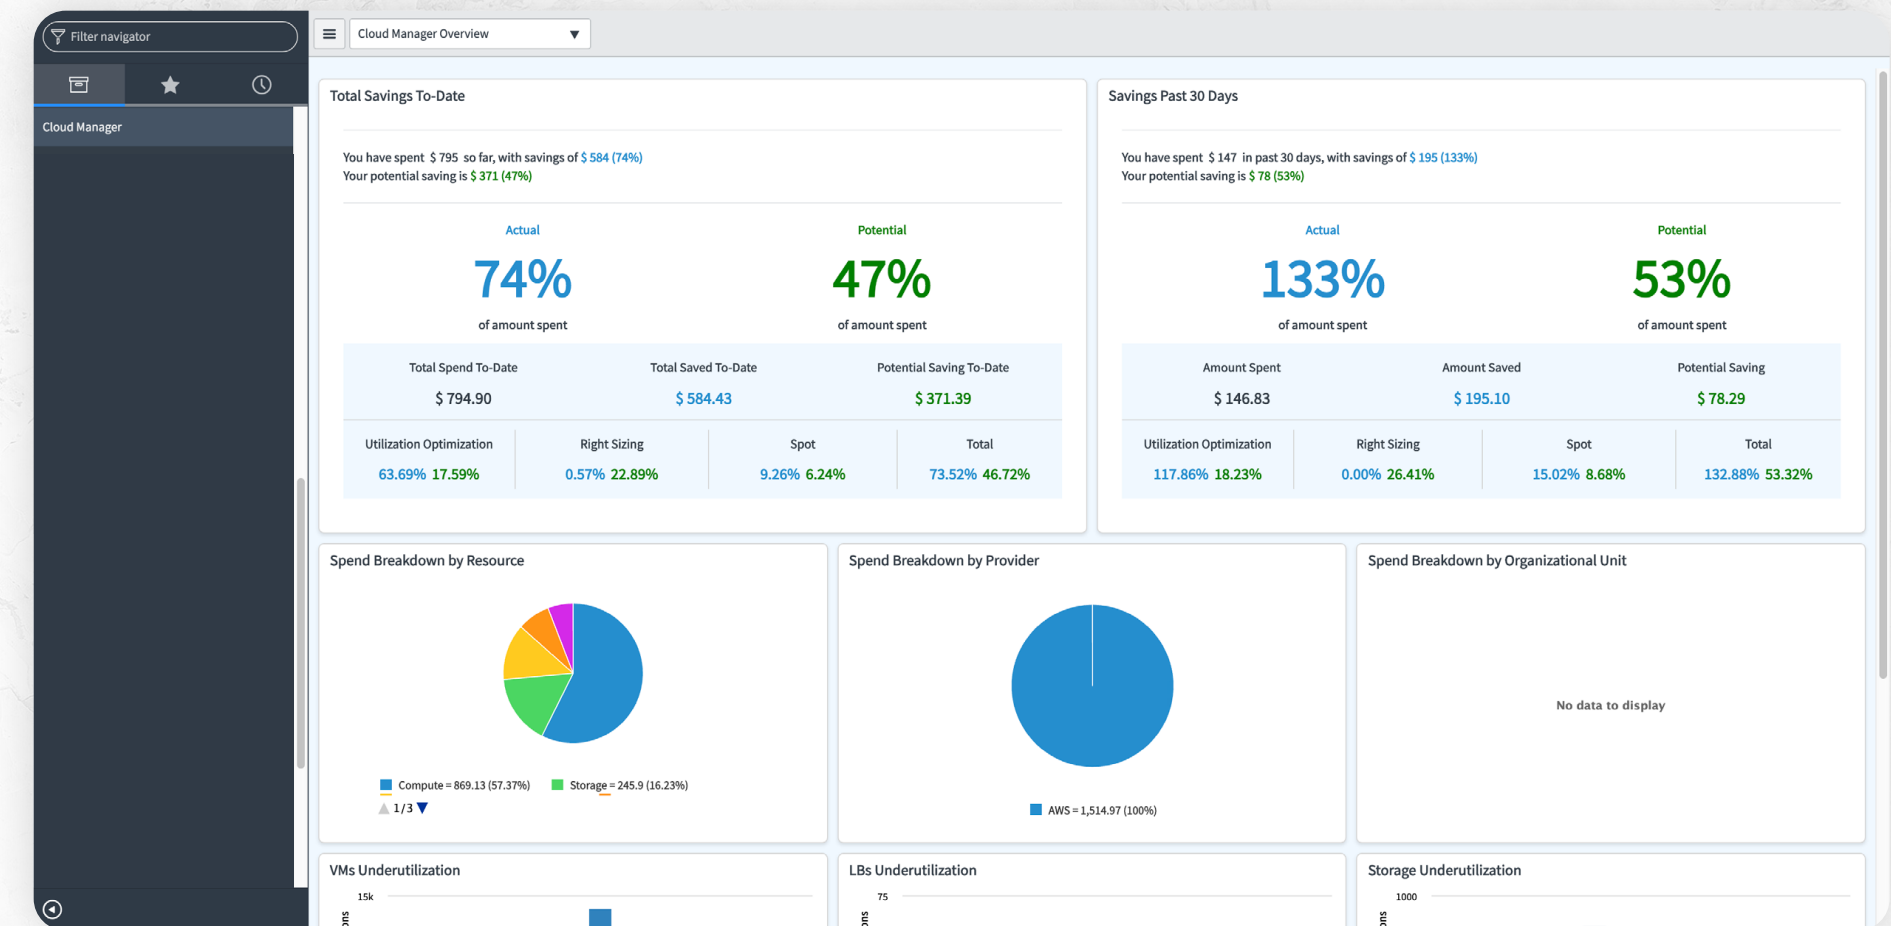 Filter navigator
Cloud Manager Overview
Cloud Manager
Total Savings To-Date
You have spent $ 795 so far, with savings of $ 584 (74%)
Your potential saving is $ 371 (47%)
Actual
Potential
74%
47%
of amount spent
of amount spent
Total Spend To-Date
Total Saved To-Date
Potential Saving To-Date
$ 794.90
$ 584.43
$ 371.39
Utilization Optimization
Right Sizing
Spot
Total
63.69% 17.59%
0.57% 22.89%
9.26% 6.24%
73.52% 46.72%
Savings Past 30 Days
You have spent $ 147 in past 30 days, with savings of $ 195 (133%)
Your potential saving is $ 78 (53%)
Actual
Potential
133%
53%
of amount spent
of amount spent
Amount Spent
Amount Saved
Potential Saving
$ 146.83
$ 195.10
$ 78.29
Utilization Optimization
Right Sizing
Spot
Total
117.86% 18.23%
0.00% 26.41%
15.02% 8.68%
132.88% 53.32%
Spend Breakdown by Resource
Compute = 869.13 (57.37%)
Storage = 245.9 (16.23%)
1/3
Spend Breakdown by Provider
AWS = 1,514.97 (100%)
Spend Breakdown by Organizational Unit
No data to display
VMs Underutilization
15k
LBs Underutilization
75
Storage Underutilization
1000